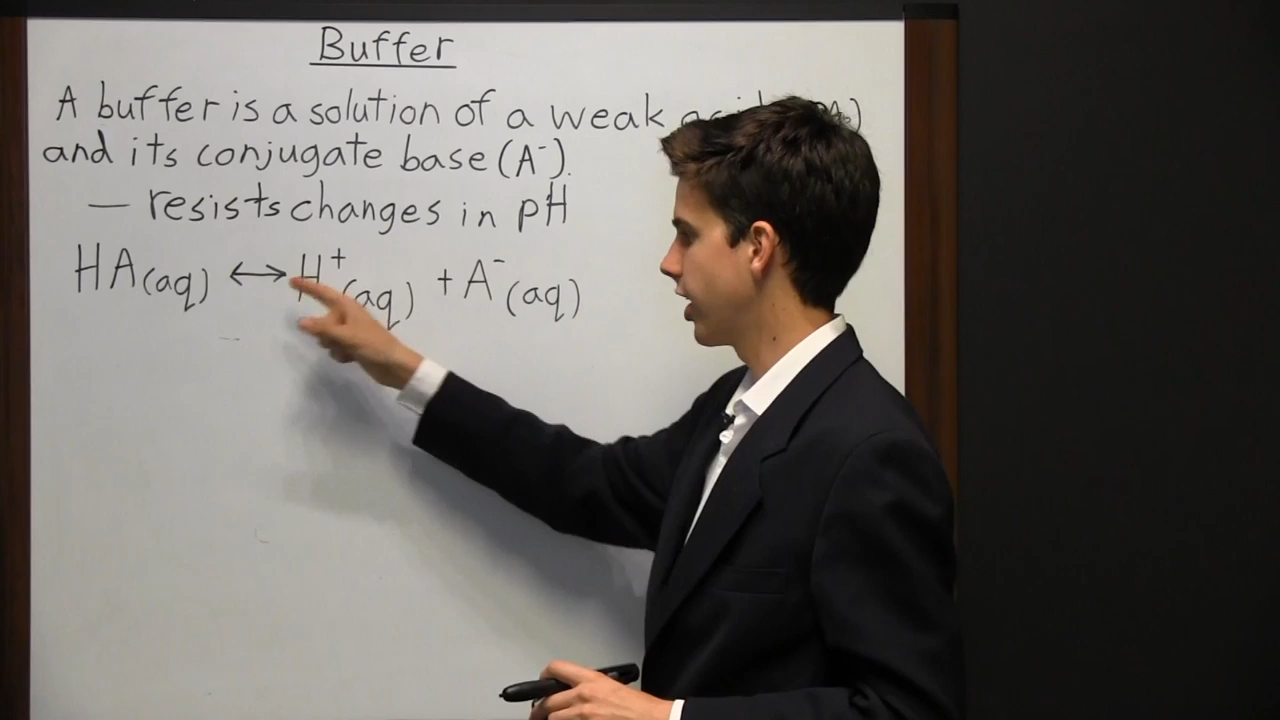 Buffer
A buffer is a solution of a weak
and its conjugate base (A⁻).
— resists changes in pH
HA(aq) ↔ H⁺(aq) + A⁻(aq)